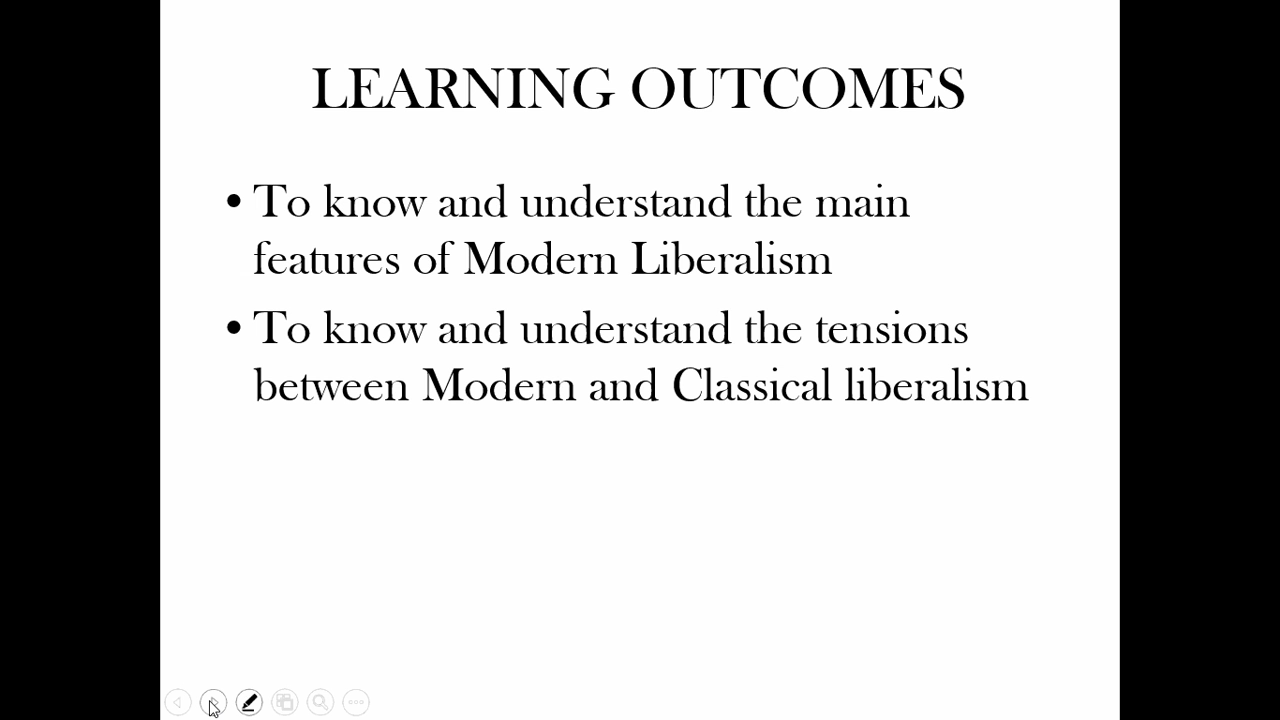 LEARNING OUTCOMES
• To know and understand the main
features of Modern Liberalism
• To know and understand the tensions
between Modern and Classical liberalism